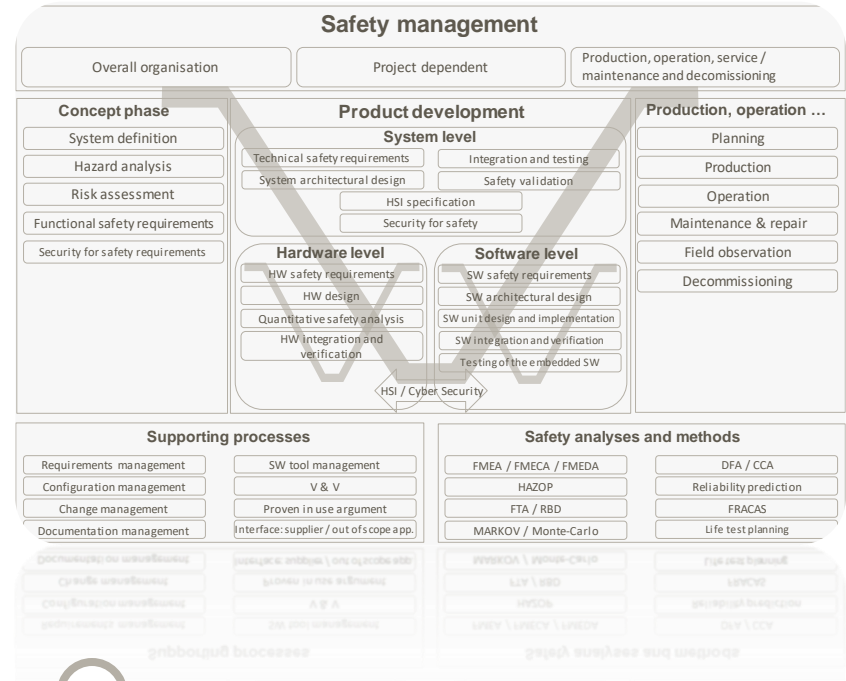 Safety management
Overall organisation
Project dependent
Production, operation, service /
maintenance and decomissioning
Concept phase
System definition
Hazard analysis
Risk assessment
Functional safety requirements
Security for safety requirements
Product development
System level
Technical safety requirements
Integration and testing
System architectural design
Safety validation
HSI specification
Security for safety
Hardware level
HW safety requirements
HW design
Quantitative safety analysis
HW integration and
verification
Software level
SW safety requirements
SW architectural design
SW unit design and implementation
SW integration and verification
Testing of the embedded SW
HSI / Cyber Security
Production, operation ...
Planning
Production
Operation
Maintenance & repair
Field observation
Decommissioning
Supporting processes
Requirements management
SW tool management
Configuration management
V & V
Change management
Proven in use argument
Documentation management
Interface: supplier / out of scope app.
Safety analyses and methods
FMEA / FMECA / FMEDA
DFA / CCA
HAZOP
Reliability prediction
FTA / RBD
FRACAS
MARKOV / Monte-Carlo
Life test planning